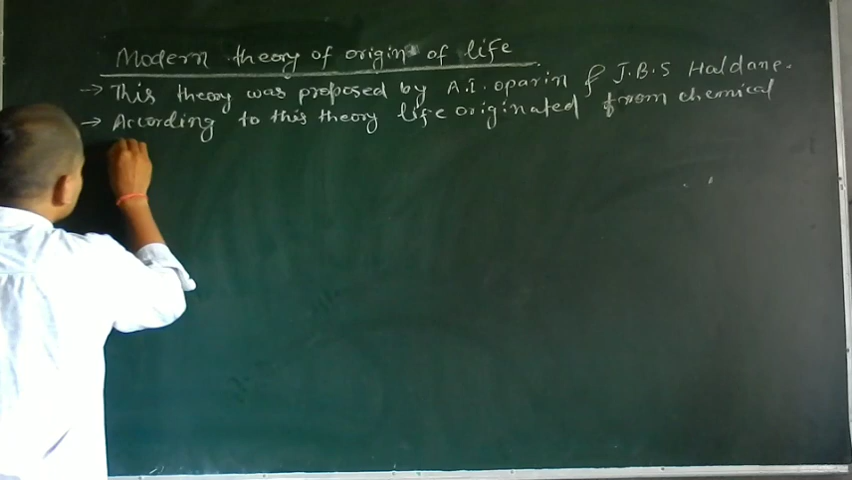 Modern theory of origin of life
→ This theory was proposed by A.I. oparin & J.B.S Haldane.
→ According to this theory life originated from chemical